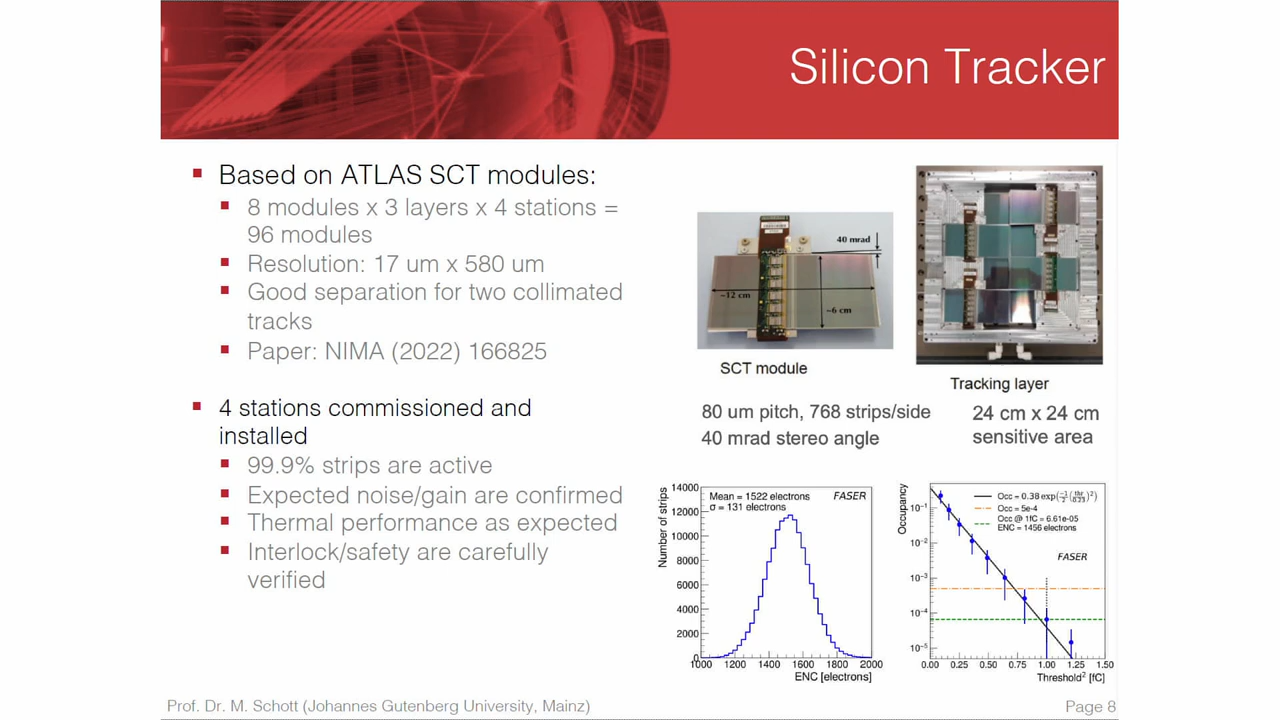 Silicon Tracker
Based on ATLAS SCT modules:
8 modules x 3 layers x 4 stations =
96 modules
Resolution: 17 um x 580 um
Good separation for two collimated
tracks
Paper: NIMA (2022) 166825
4 stations commissioned and
installed
99.9% strips are active
Expected noise/gain are confirmed
Thermal performance as expected
Interlock/safety are carefully
verified
40 mrad
~12 cm
~6 cm
SCT module
Tracking layer
80 um pitch, 768 strips/side
40 mrad stereo angle
24 cm x 24 cm
sensitive area
Number of strips
14000
12000
10000
8000
6000
4000
2000
0
Mean = 1522 electrons
σ = 131 electrons
FASER
1000 1200 1400 1600 1800 2000
ENC [electrons]
Occupancy
10⁻¹
10⁻²
10⁻³
10⁻⁴
10⁻⁵
Occ = 5e-4
Occ @ 1fC = 6.61e-05
ENC = 1456 electrons
FASER
0.00 0.25 0.50 0.75 1.00 1.25 1.50
Threshold² [fC]
Prof. Dr. M. Schott (Johannes Gutenberg University, Mainz)
Page 8